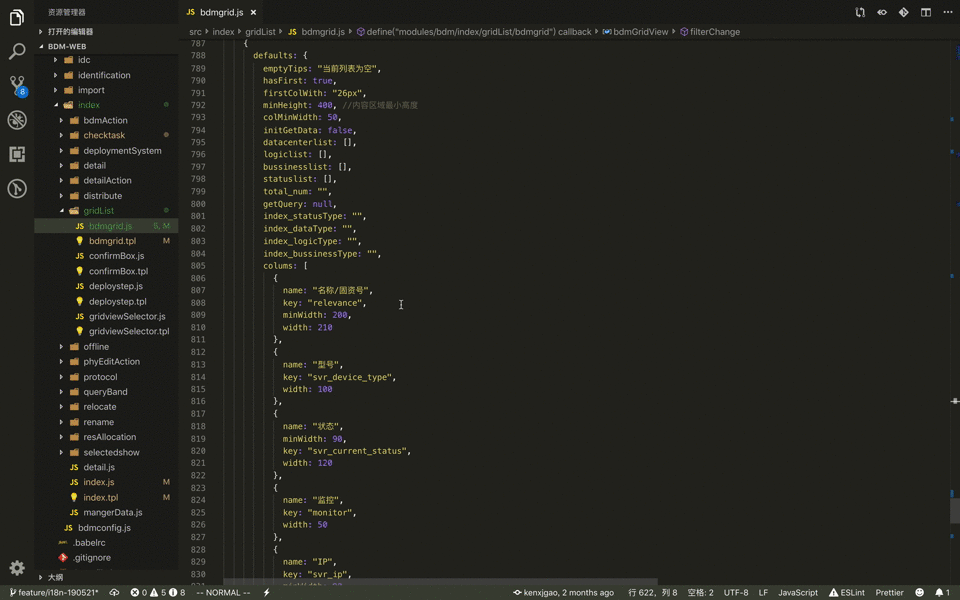 资源管理器
打开的编辑器
BDM-WEB
idc
identification
import
index
bdmAction
checktask
deploymentSystem
detail
detailAction
distribute
gridList
JS bdmgrid.js 5, M
bdmgrid.tpl M
JS confirmBox.js
confirmBox.tpl
JS deploystep.js
deploystep.tpl
JS gridviewSelector.js
gridviewSelector.tpl
offline
phyEditAction
protocol
queryBand
relocate
rename
resAllocation
selectedshow
JS detail.js
JS index.js M
index.tpl M
JS mangerData.js
JS bdmconfig.js
.babelrc
.gitignore
大纲
6
JS bdmgrid.js ×
src › index › gridList › JS bdmgrid.js › define("modules/bdm/index/gridList/bdmgrid") callback › bdmGridView › filterChange
787 {
788 defaults: {
789 emptyTips: "当前列表为空",
790 hasFirst: true,
791 firstColWith: "26px",
792 minHeight: 400, //内容区域最小高度
793 colMinWidth: 50,
794 initGetData: false,
795 datacenterlist: [],
796 logiclist: [],
797 bussinesslist: [],
798 statuslist: [],
799 total_num: "",
800 getQuery: null,
801 index_statusType: "",
802 index_dataType: "",
803 index_logicType: "",
804 index_bussinessType: "",
805 colums: [
806 {
807 name: "名称/固资号",
808 key: "relevance",
809 minWidth: 200,
810 width: 210
811 },
812 {
813 name: "型号",
814 key: "svr_device_type",
815 width: 100
816 },
817 {
818 name: "状态",
819 minWidth: 90,
820 key: "svr_current_status",
821 width: 120
822 },
823 {
824 name: "监控",
825 key: "monitor",
826 width: 50
827 },
828 {
829 name: "IP",
830 key: "svr_ip",
feature/i18n-190521* 0 5 8 -- NORMAL -- kenxjgao, 2 months ago 行 622，列 8 空格: 2 UTF-8 LF JavaScript ESLint Prettier 1